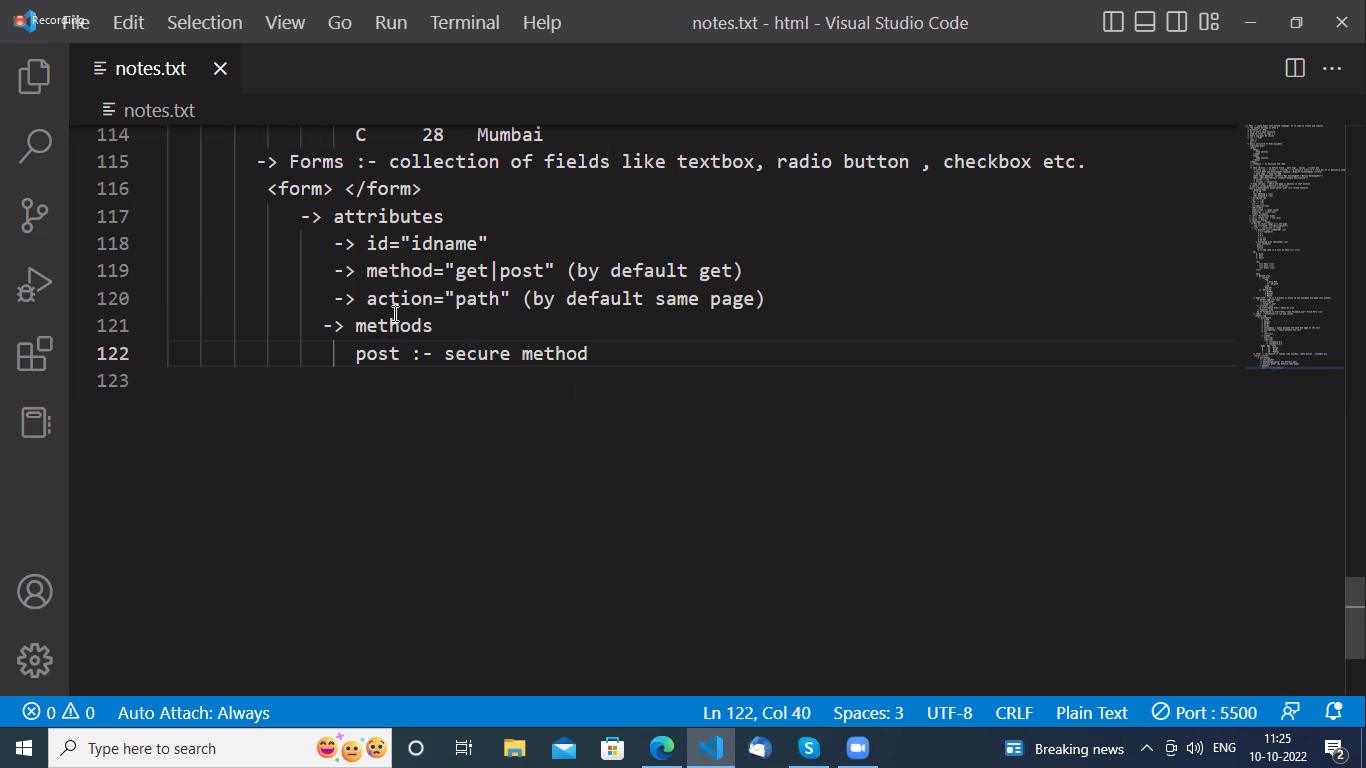 Recording
File Edit Selection View Go Run Terminal Help notes.txt - html - Visual Studio Code
notes.txt
notes.txt
114 C 28 Mumbai
115 -> Forms :- collection of fields like textbox, radio button , checkbox etc.
116 <form> </form>
117 -> attributes
118 -> id="idname"
119 -> method="get|post" (by default get)
120 -> action="path" (by default same page)
121 -> methods
122 post :- secure method
123
0 0 Auto Attach: Always Ln 122, Col 40 Spaces: 3 UTF-8 CRLF Plain Text Port : 5500
Type here to search Breaking news ENG 11:25
10-10-2022 2